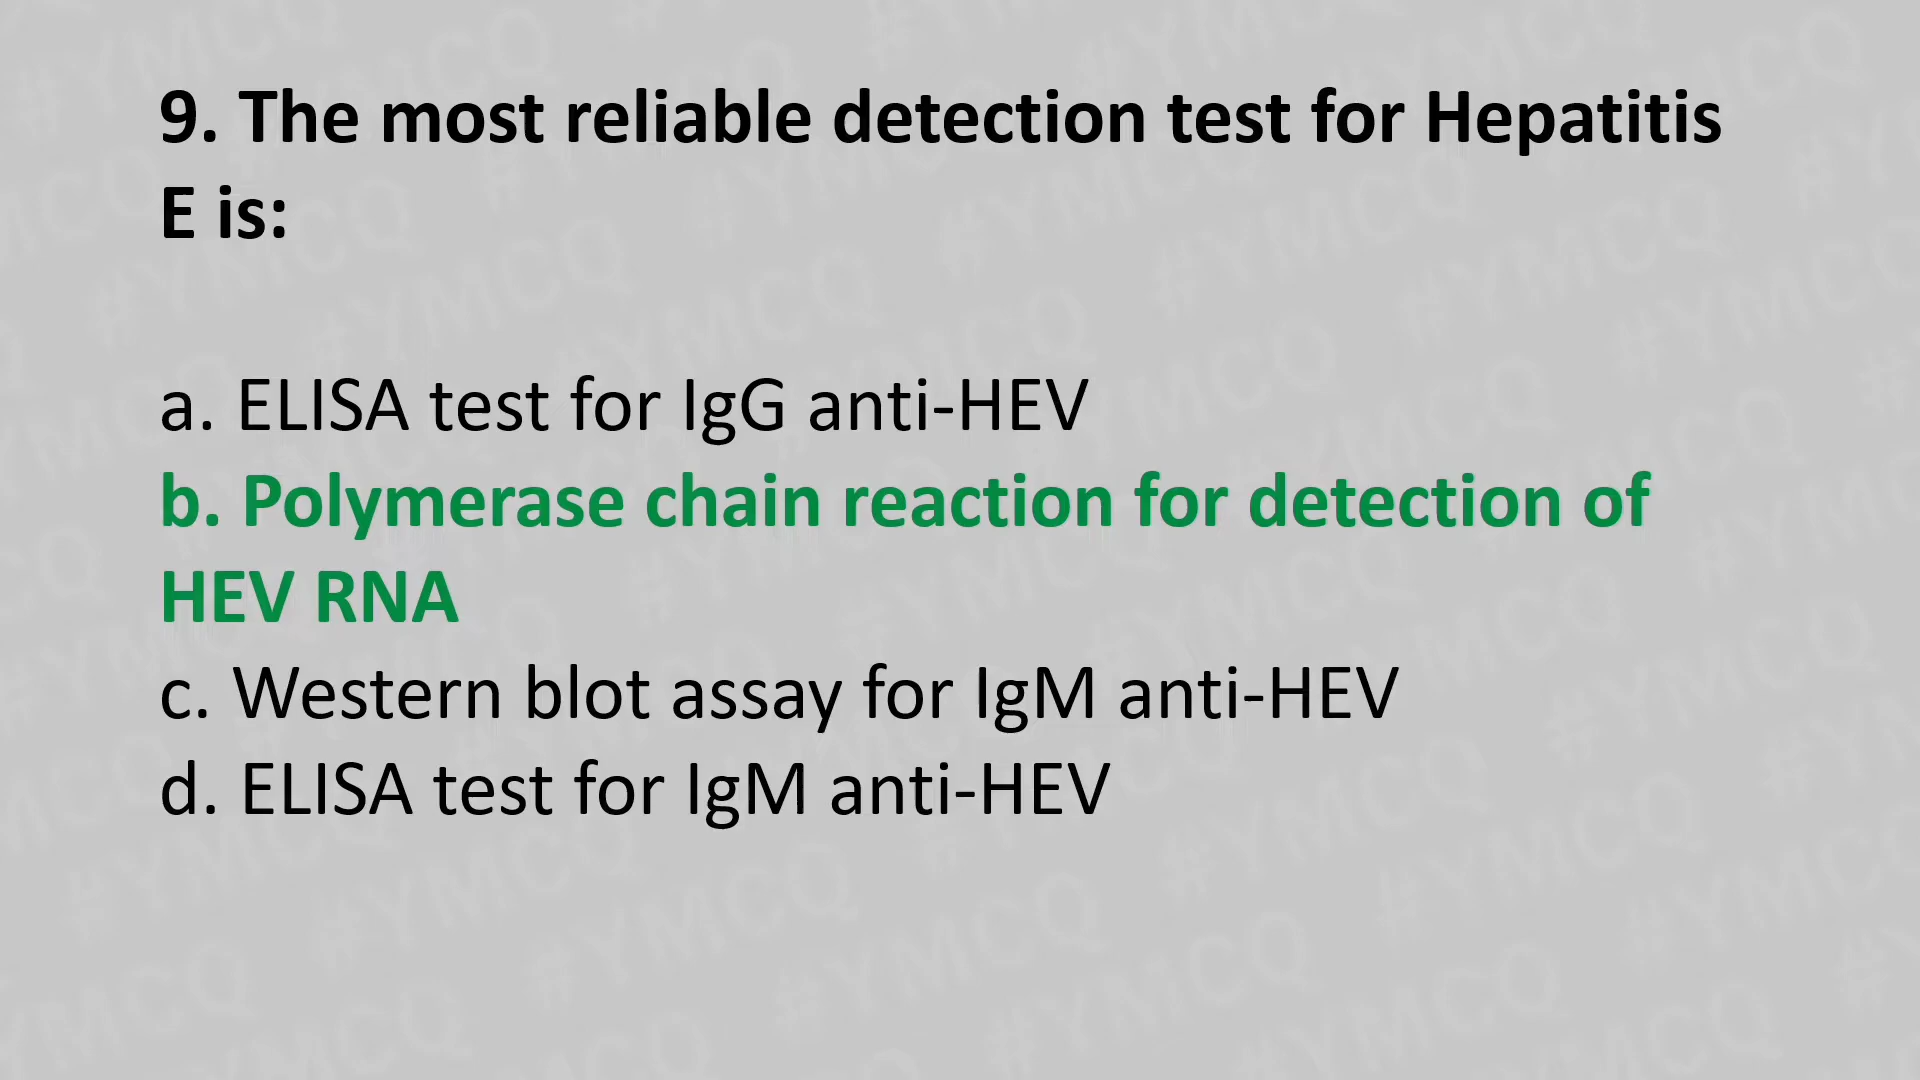 9. The most reliable detection test for Hepatitis
E is:
a. ELISA test for IgG anti-HEV
b. Polymerase chain reaction for detection of
HEV RNA
c. Western blot assay for IgM anti-HEV
d. ELISA test for IgM anti-HEV
#YMCQ